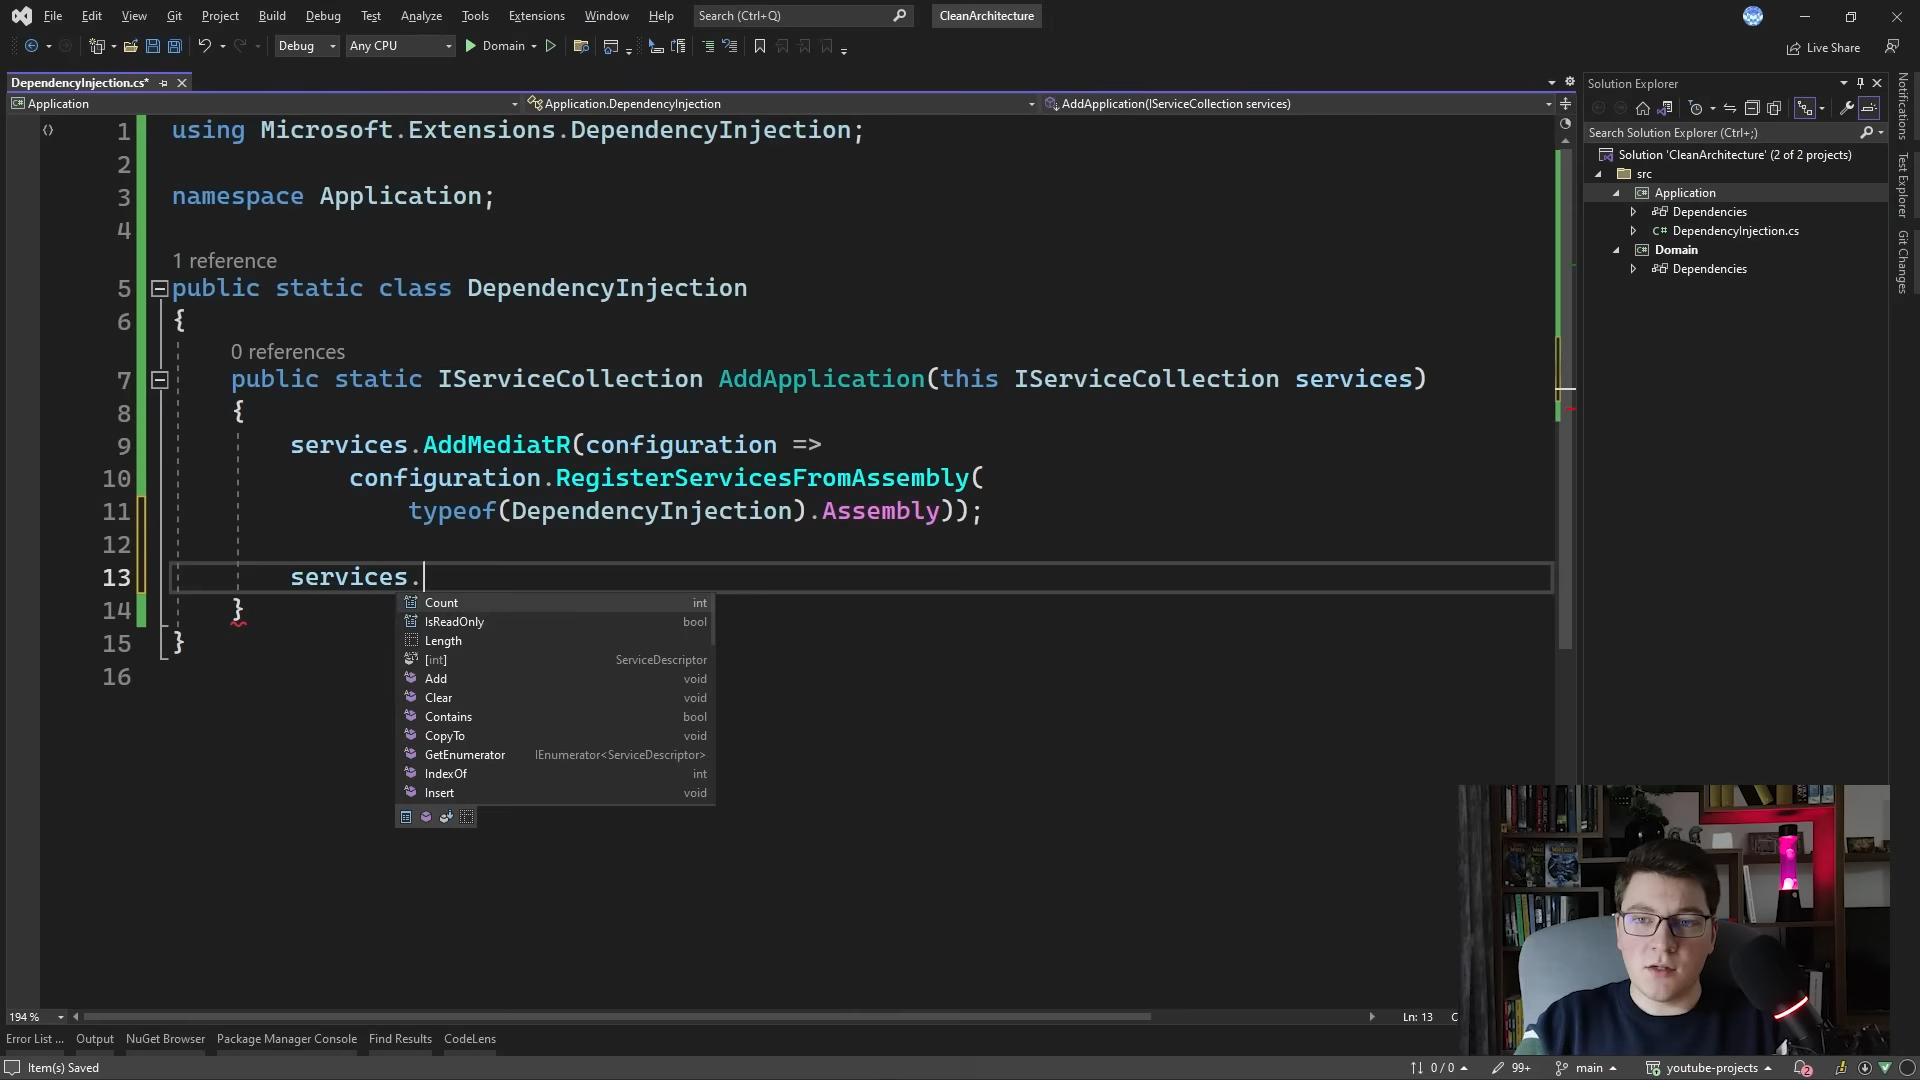 File Edit View Git Project Build Debug Test Analyze Tools Extensions Window Help Search (Ctrl+Q) CleanArchitecture
Debug Any CPU Domain Live Share
DependencyInjection.cs*
Application Application.DependencyInjection AddApplication(IServiceCollection services)
1 using Microsoft.Extensions.DependencyInjection;
2
3 namespace Application;
4
1 reference
5 public static class DependencyInjection
6 {
0 references
7 public static IServiceCollection AddApplication(this IServiceCollection services)
8 {
9 services.AddMediatR(configuration =>
10 configuration.RegisterServicesFromAssembly(
11 typeof(DependencyInjection).Assembly));
12
13 services.
14 }
15 }
16
Count int
IsReadOnly bool
Length
[int] ServiceDescriptor
Add void
Clear void
Contains bool
CopyTo void
GetEnumerator IEnumerator<ServiceDescriptor>
IndexOf int
Insert void
Solution Explorer
Search Solution Explorer (Ctrl+;)
Solution 'CleanArchitecture' (2 of 2 projects)
src
Application
Dependencies
DependencyInjection.cs
Domain
Dependencies
Notifications
Test Explorer
Git Changes
194 % Ln: 13 C
Error List ... Output NuGet Browser Package Manager Console Find Results CodeLens
Item(s) Saved 0 / 0 99+ main youtube-projects 2